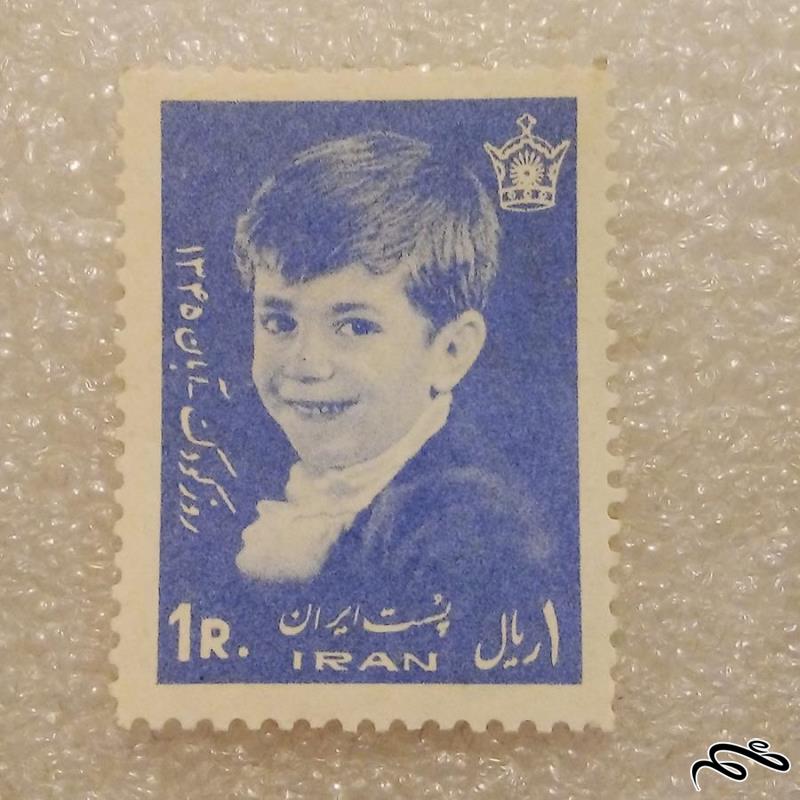 روز کودک - آبان ۱۳۴۵
پست ایران
1R.
IRAN
۱ ریال